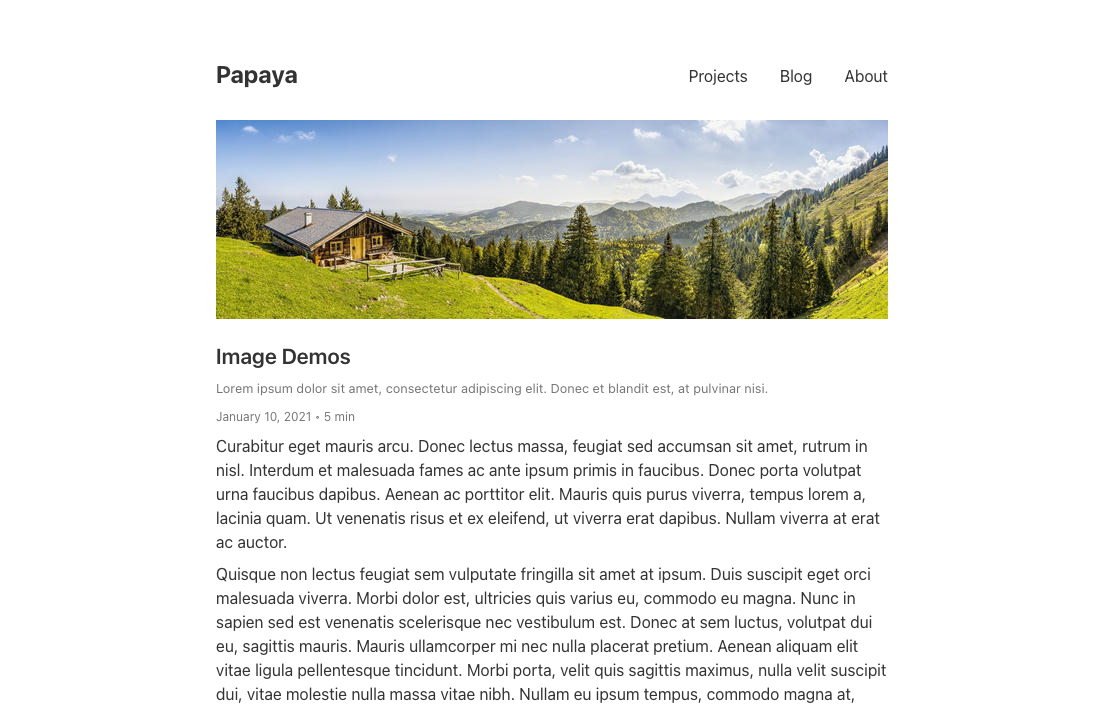 Papaya
Projects Blog About
Image Demos
Lorem ipsum dolor sit amet, consectetur adipiscing elit. Donec et blandit est, at pulvinar nisi.
January 10, 2021 • 5 min
Curabitur eget mauris arcu. Donec lectus massa, feugiat sed accumsan sit amet, rutrum in
nisl. Interdum et malesuada fames ac ante ipsum primis in faucibus. Donec porta volutpat
urna faucibus dapibus. Aenean ac porttitor elit. Mauris quis purus viverra, tempus lorem a,
lacinia quam. Ut venenatis risus et ex eleifend, ut viverra erat dapibus. Nullam viverra at erat
ac auctor.
Quisque non lectus feugiat sem vulputate fringilla sit amet at ipsum. Duis suscipit eget orci
malesuada viverra. Morbi dolor est, ultricies quis varius eu, commodo eu magna. Nunc in
sapien sed est venenatis scelerisque nec vestibulum est. Donec at sem luctus, volutpat dui
eu, sagittis mauris. Mauris ullamcorper mi nec nulla placerat pretium. Aenean aliquam elit
vitae ligula pellentesque tincidunt. Morbi porta, velit quis sagittis maximus, nulla velit suscipit
dui, vitae molestie nulla massa vitae nibh. Nullam eu ipsum tempus, commodo magna at,